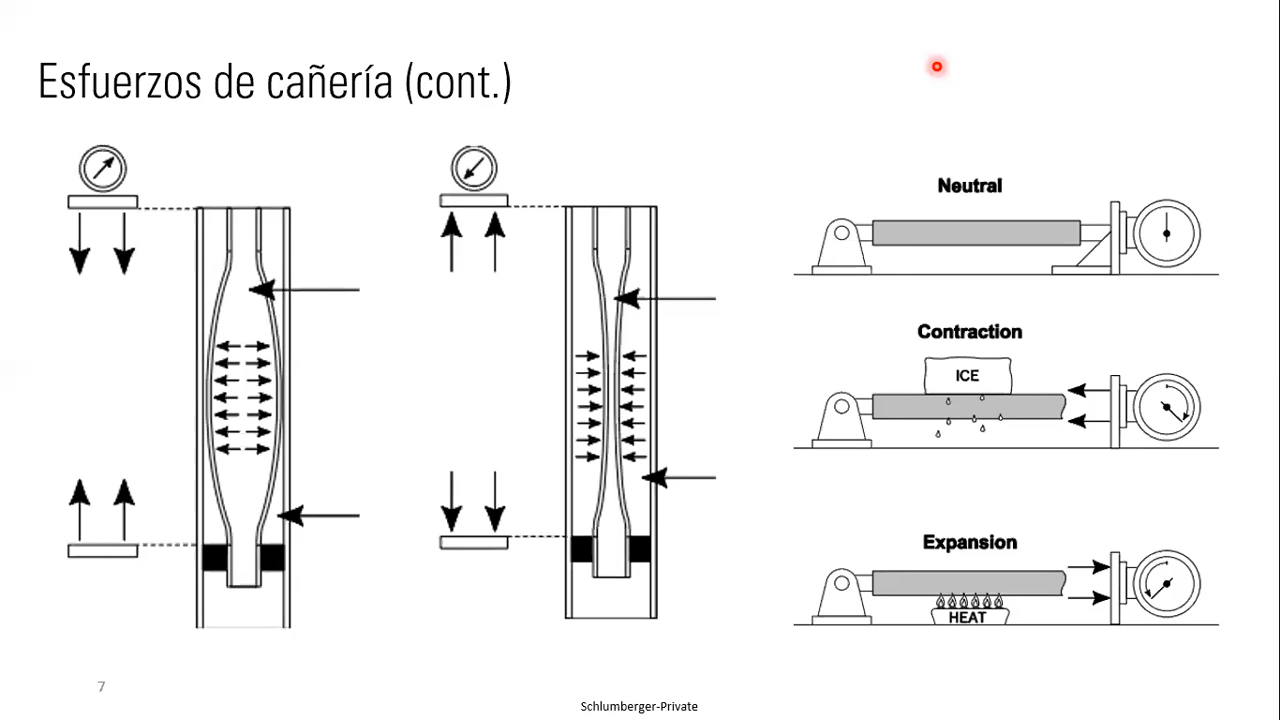 Esfuerzos de cañería (cont.)
Neutral
Contraction
ICE
Expansion
HEAT
7
Schlumberger-Private